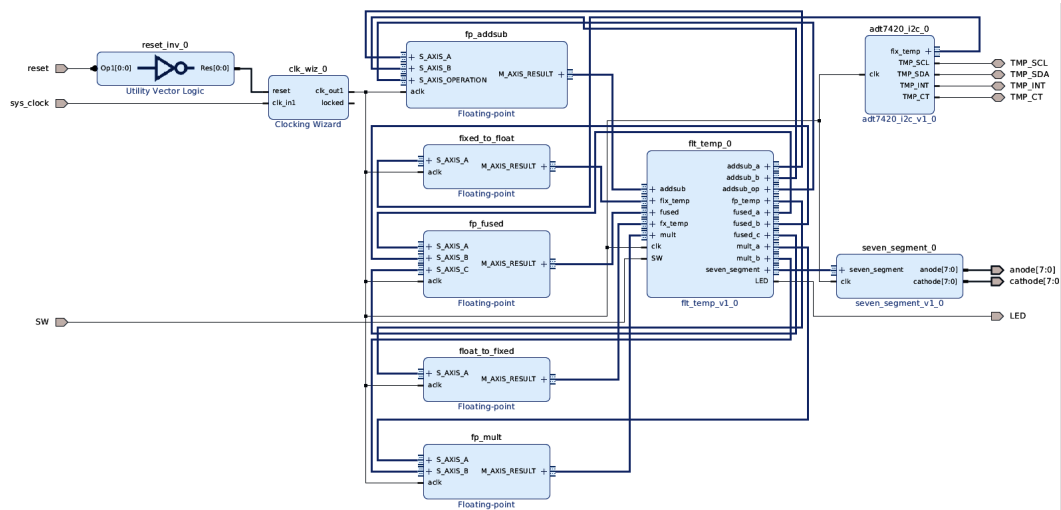 reset
sys_clock
SW
reset_inv_0
Op1[0:0]
Res[0:0]
Utility Vector Logic
clk_wiz_0
reset
clk_in1
clk_out1
locked
Clocking Wizard
fp_addsub
S_AXIS_A
S_AXIS_B
S_AXIS_OPERATION
aclk
M_AXIS_RESULT
Floating-point
fixed_to_float
S_AXIS_A
aclk
M_AXIS_RESULT
Floating-point
fp_fused
S_AXIS_A
S_AXIS_B
S_AXIS_C
aclk
M_AXIS_RESULT
Floating-point
float_to_fixed
S_AXIS_A
aclk
M_AXIS_RESULT
Floating-point
fp_mult
S_AXIS_A
S_AXIS_B
aclk
M_AXIS_RESULT
Floating-point
flt_temp_0
addsub
fix_temp
fused
fx_temp
mult
clk
SW
addsub_a
addsub_b
addsub_op
fp_temp
fused_a
fused_b
fused_c
mult_a
mult_b
seven_segment
LED
flt_temp_v1_0
adt7420_i2c_0
clk
fix_temp
TMP_SCL
TMP_SDA
TMP_INT
TMP_CT
adt7420_i2c_v1_0
TMP_SCL
TMP_SDA
TMP_INT
TMP_CT
seven_segment_0
seven_segment
clk
anode[7:0]
cathode[7:0]
seven_segment_v1_0
anode[7:0]
cathode[7:0
LED